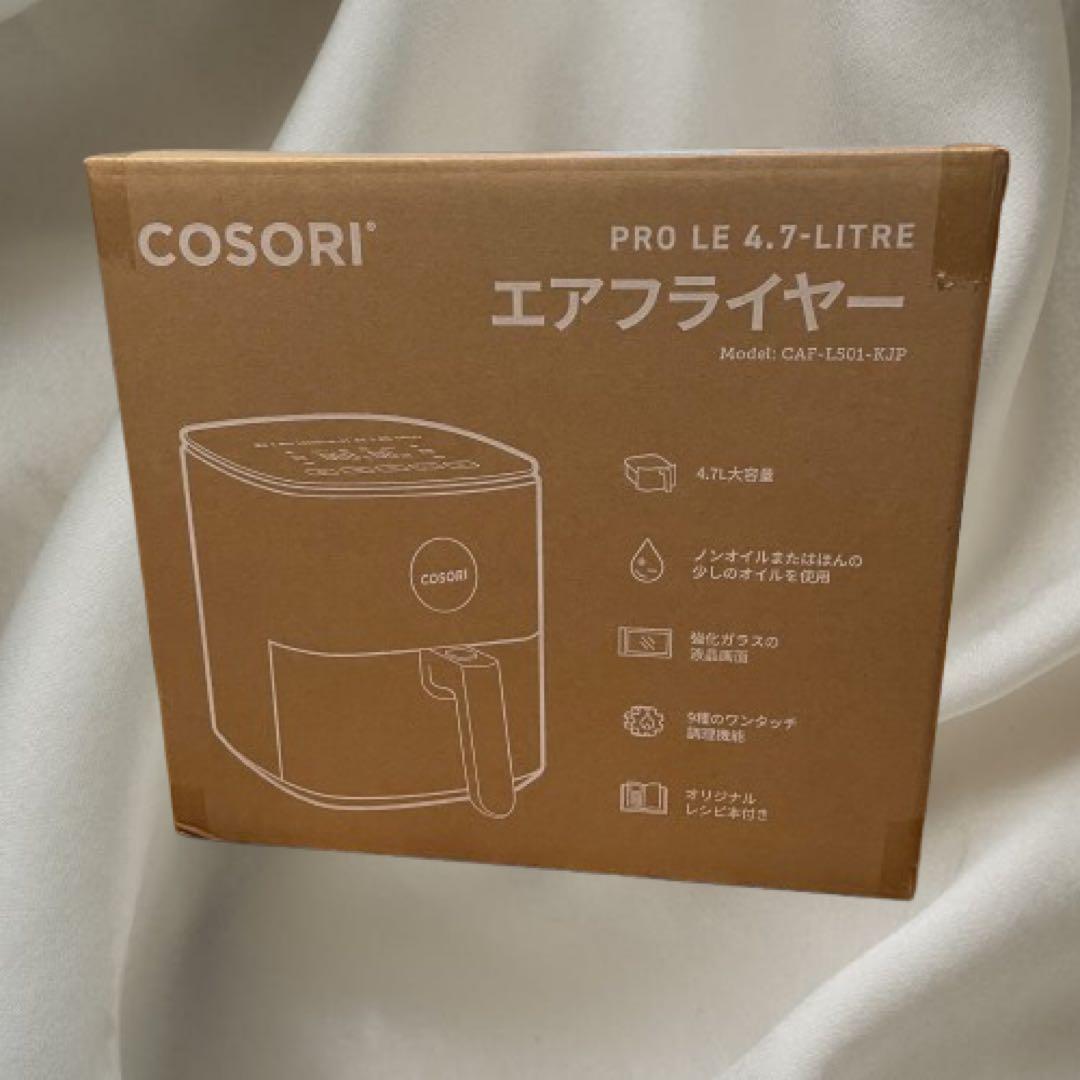 COSORI®
PRO LE 4.7-LITRE
エアフライヤー
Model: CAF-L501-KJP
COSORI
4.7L大容量
ノンオイルまたはほんの
少しのオイルを使用
強化ガラスの
液晶画面
9種のワンタッチ
調理機能
オリジナル
レシピ本付き